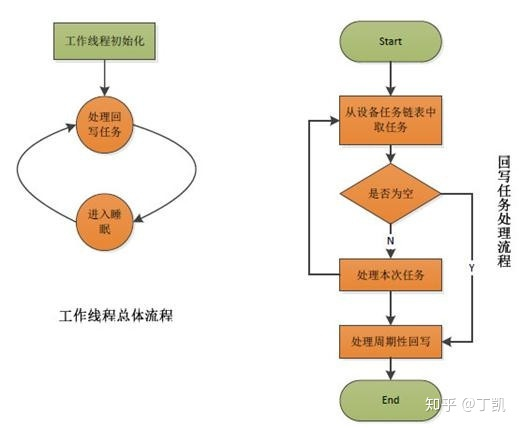 工作线程初始化
处理回
写任务
进入睡
眠
工作线程总体流程
Start
从设备任务链表中
取任务
是否为空
N
Y
处理本次任务
处理周期性回写
End
回写任务处理流程
知乎 @丁凯